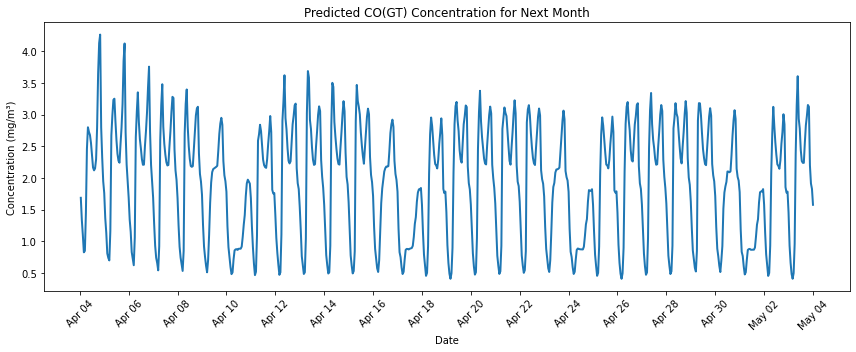 Predicted CO(GT) Concentration for Next Month
Concentration (mg/m³)
4.0
3.5
3.0
2.5
2.0
1.5
1.0
0.5
Apr 04
Apr 06
Apr 08
Apr 10
Apr 12
Apr 14
Apr 16
Apr 18
Apr 20
Apr 22
Apr 24
Apr 26
Apr 28
Apr 30
May 02
May 04
Date